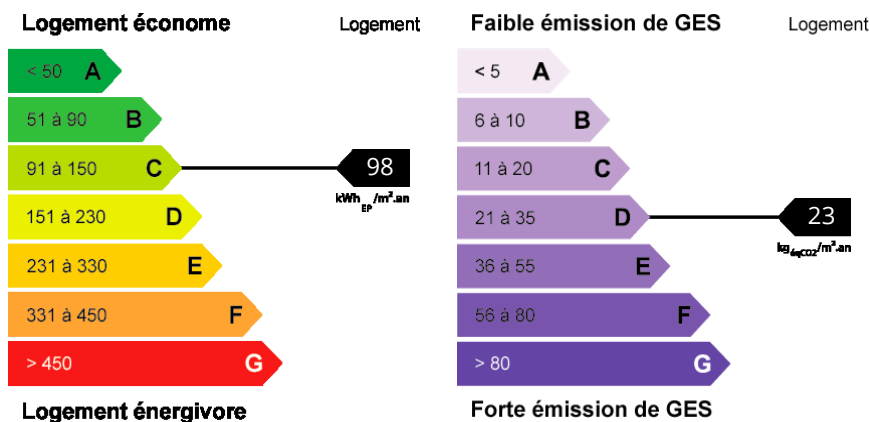 Logement économe
Logement
< 50 A
51 à 90 B
91 à 150 C
98
kWhEP/m².an
151 à 230 D
231 à 330 E
331 à 450 F
> 450 G
Logement énergivore
Faible émission de GES
Logement
< 5 A
6 à 10 B
11 à 20 C
21 à 35 D
23
kgéqCO2/m².an
36 à 55 E
56 à 80 F
> 80 G
Forte émission de GES